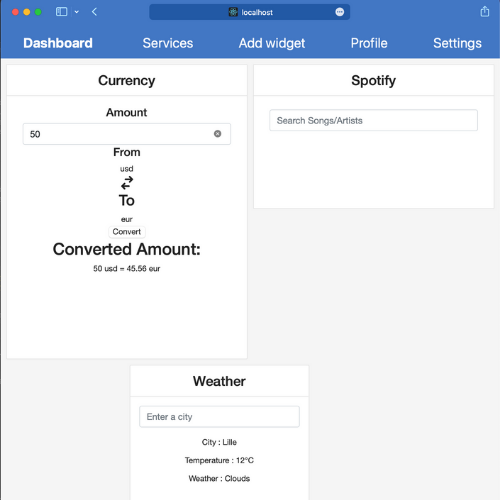 localhost
Dashboard Services Add widget Profile Settings
Currency
Amount
50
From
usd
To
eur
Convert
Converted Amount:
50 usd = 45.56 eur
Spotify
Search Songs/Artists
Weather
Enter a city
City : Lille
Temperature : 12°C
Weather : Clouds